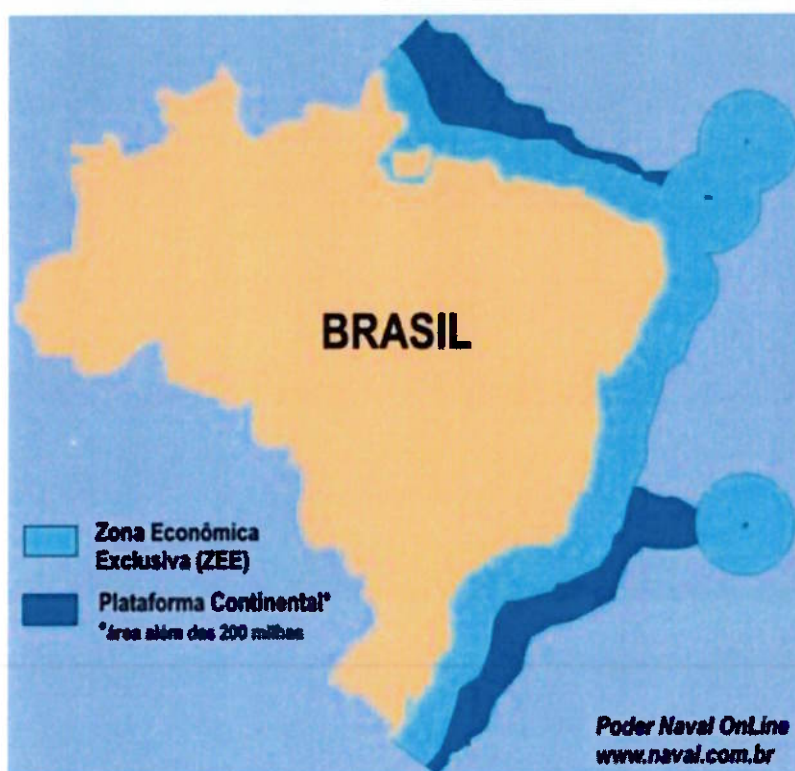 BRASIL
Zona Econômica
Exclusiva (ZEE)
Plataforma Continental*
*área além das 200 milhas
Poder Naval OnLine
www.naval.com.br